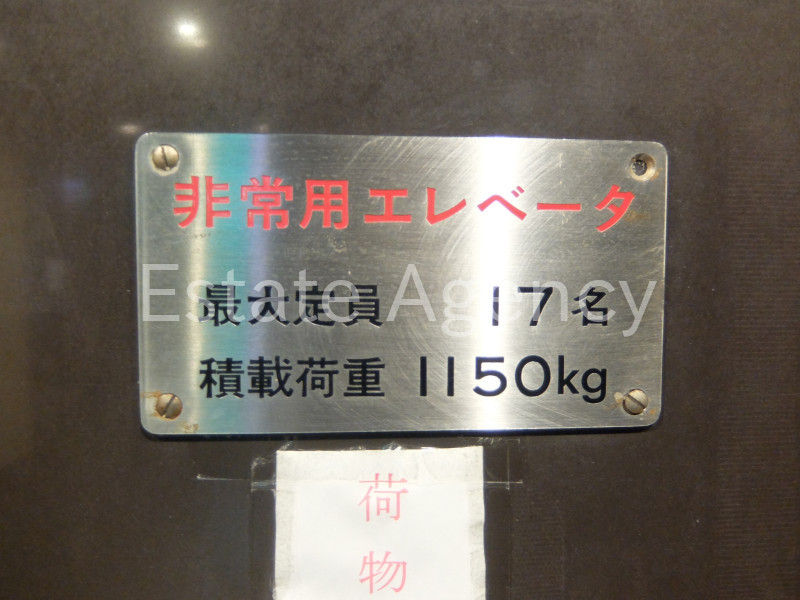 非常用エレベータ
最大定員 17名
Estate Agency
積載荷重 1150kg
荷物